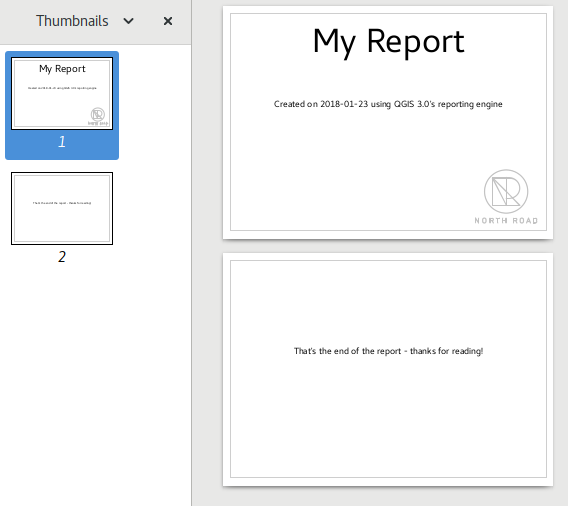 Thumbnails
My Report
Created on 2018-01-23 using QGIS 3.0's reporting engine
NORTH ROAD
1
That's the end of the report - thanks for reading!
2
My Report
Created on 2018-01-23 using QGIS 3.0's reporting engine
NORTH ROAD
That's the end of the report - thanks for reading!